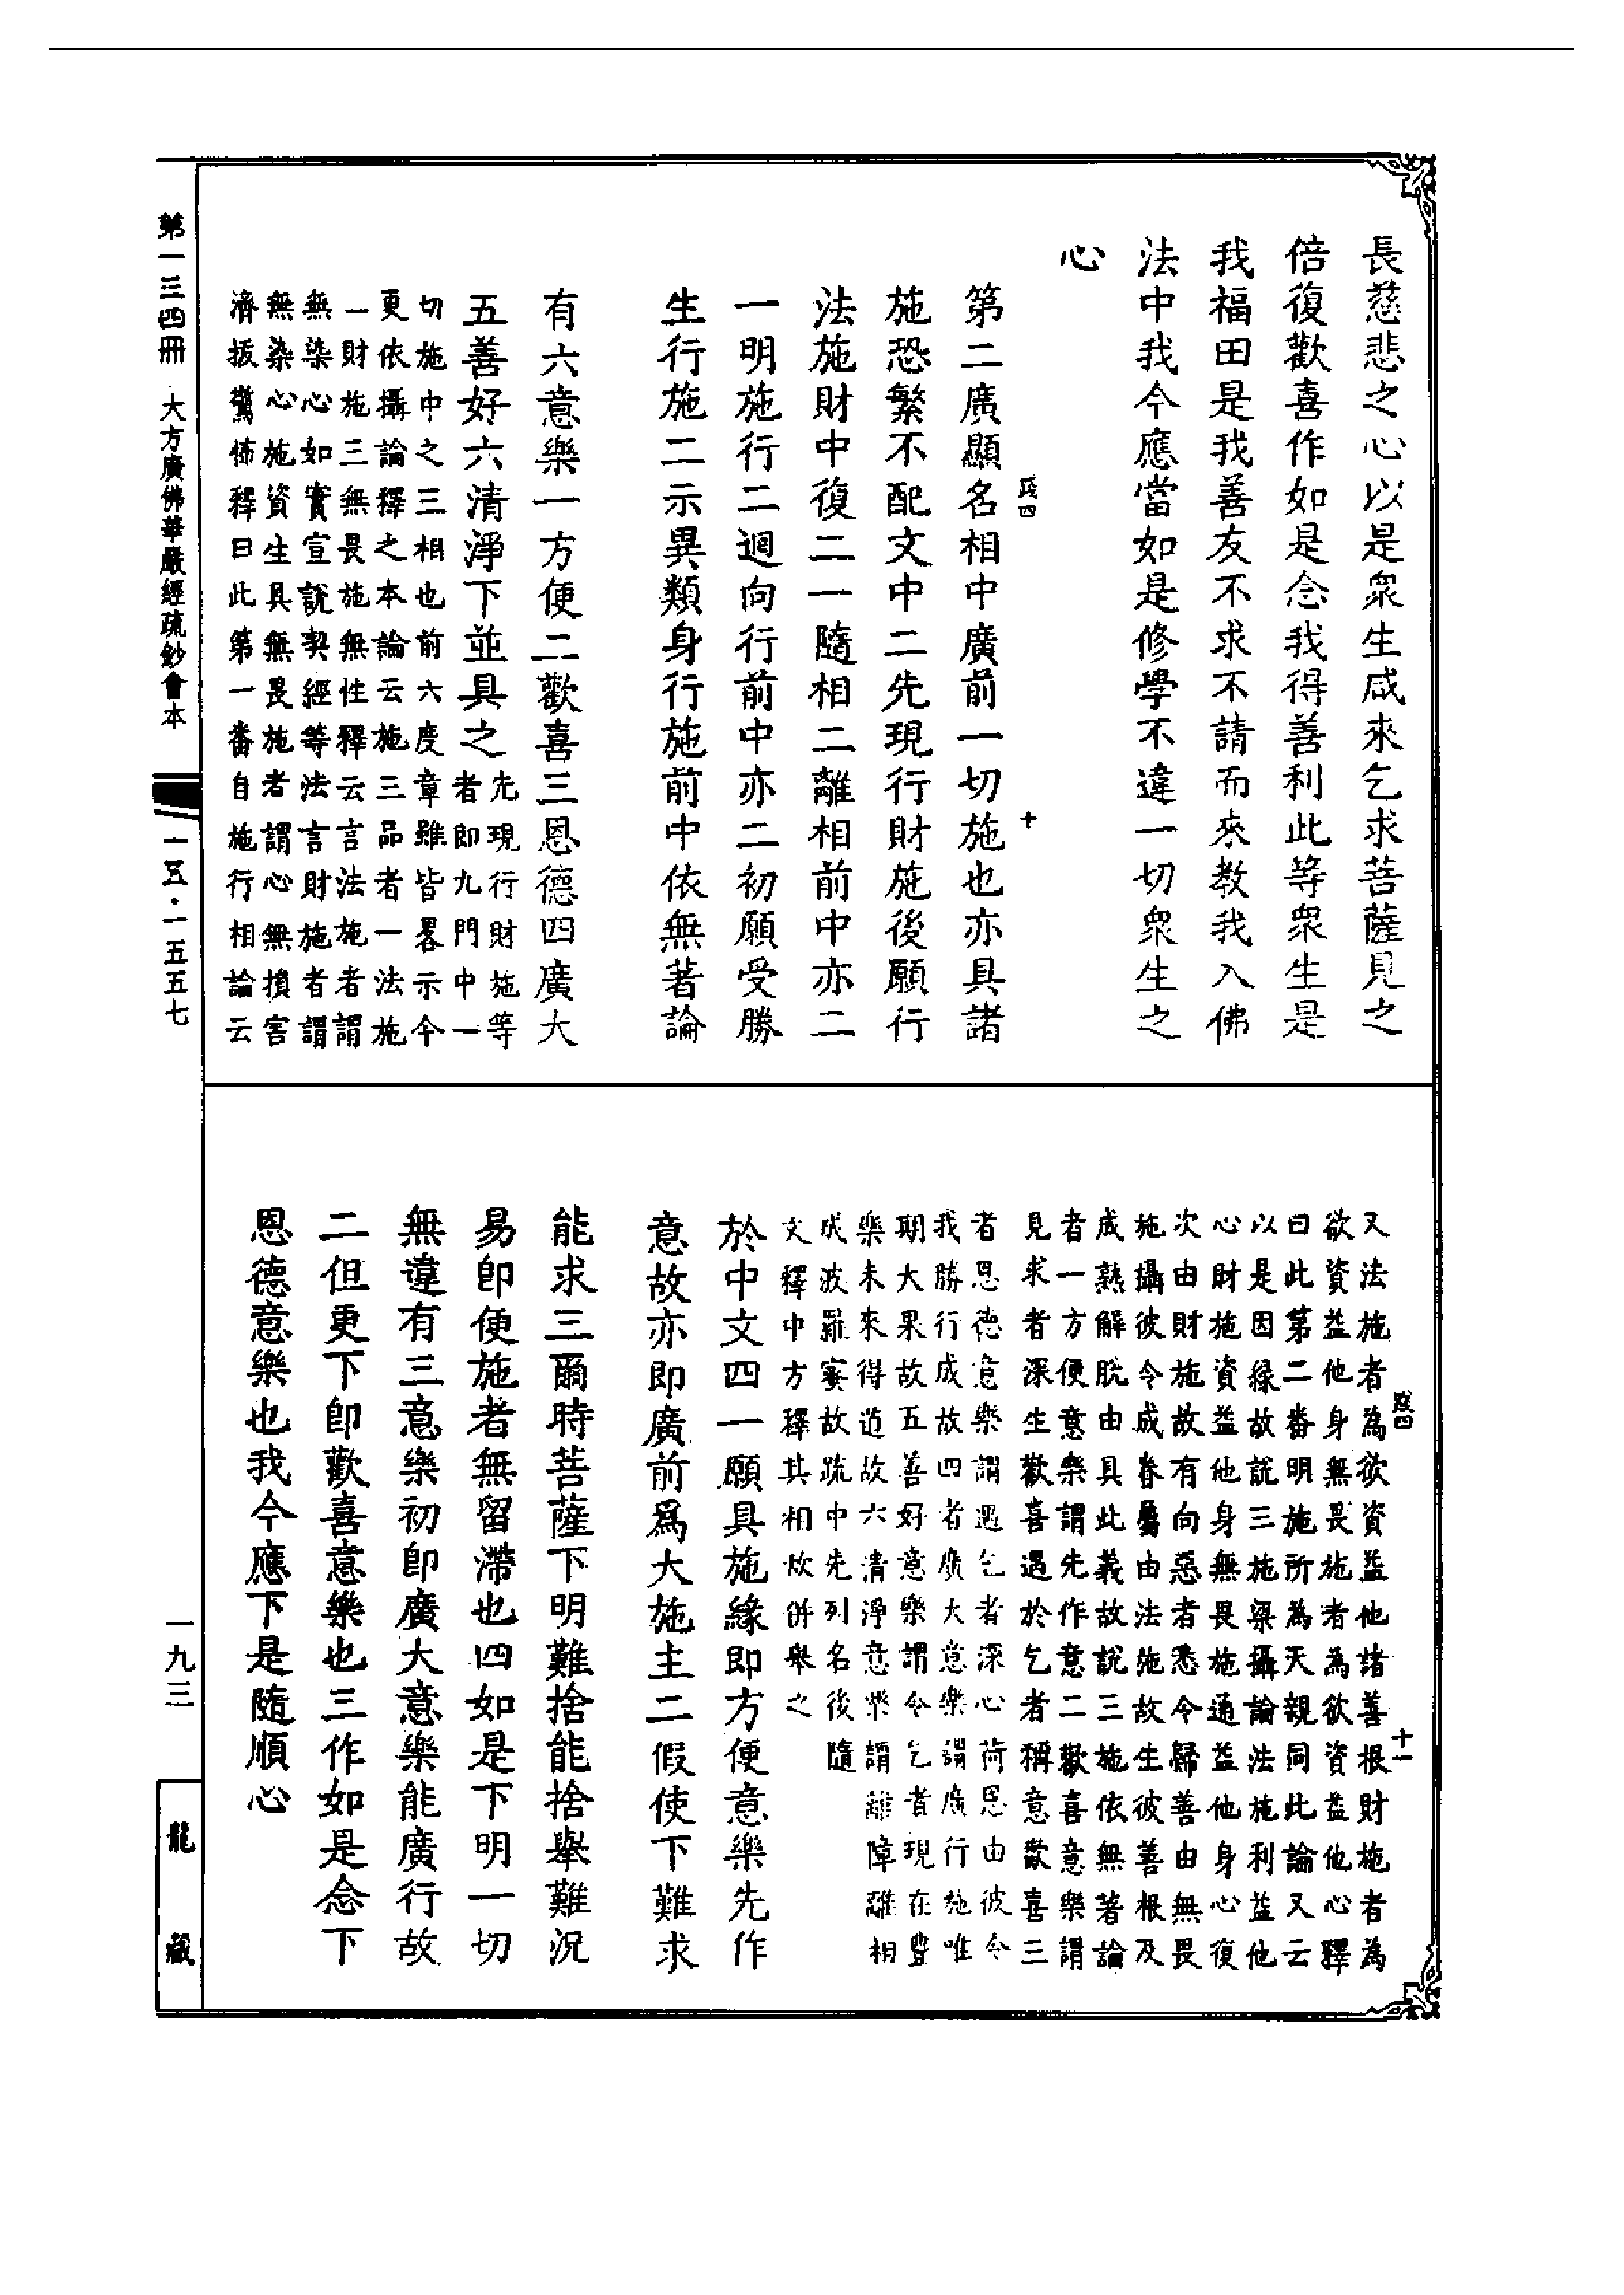 長慈悲之心以是衆生咸來乞求菩薩見之
倍復歡喜作如是念我得善利此等衆生是
我福田是我善友不求不請而來教我入佛
法中我今應當如是修學不違一切衆生之
心
第二廣顯名相中廣前一切施也亦具諸
施恐繁不配文中二先現行財施後願行
法施財中復二一隨相二離相前中亦二
一明施行二迴向行前中亦二初願受勝
生行施二示異類身行施前中依無著論
有六意樂一方便二歡喜三恩德四廣大
五善好六清淨下並具之
先現行財施等
者即九門中一
切施中之三相也前六度章雖皆畧示今
更依攝論釋之本論云施三品者一法施
二財施三無畏施無性釋云言法施者謂
無染心如實宣說契經等法言財施者謂
無染心施資生具無畏施者謂心無損害
濟拔驚怖釋曰此第一番自施行相論云
又法施者為欲資益他諸善根財施者為
欲資益他身無畏施者為欲資益他心釋
曰此第二番明施所為天親同此論又云
以是因緣故說三施梁攝論法施利益他
心財施資益他身無畏施通益他身心復
次由財施故有向惡者悉令歸善由無畏
施攝彼令成眷屬由法施故生彼善根及
成熟解脫由具此義故說三施依無著論
者一方便意樂謂先作意二歡喜意樂謂
見求者深生歡喜過於乞者稱意歡喜三
者恩德意樂謂遇乞者深心荷恩由彼令
我勝行成故四者廣大意樂謂廣行施唯
期大果故五善好意樂謂令乞者現在豊
樂未來得道故六清淨意樂謂離障離相
成波羅蜜故疏中先列名後隨
文釋中方釋其相故併舉之
於中文四一願具施緣即方便意樂先作
意故亦即廣前爲大施主二假使下難求
能求三爾時菩薩下明難捨能捨舉難況
易即便施者無留滯也四如是下明一切
無違有三意樂初即廣大意樂能廣行故
二但更下即歡喜意樂也三作如是念下
恩德意樂也我今應下是隨順心
十
十一
第一三四冊 大方廣佛華嚴經疏鈔會本
一五·一五五七
一九三
龍藏